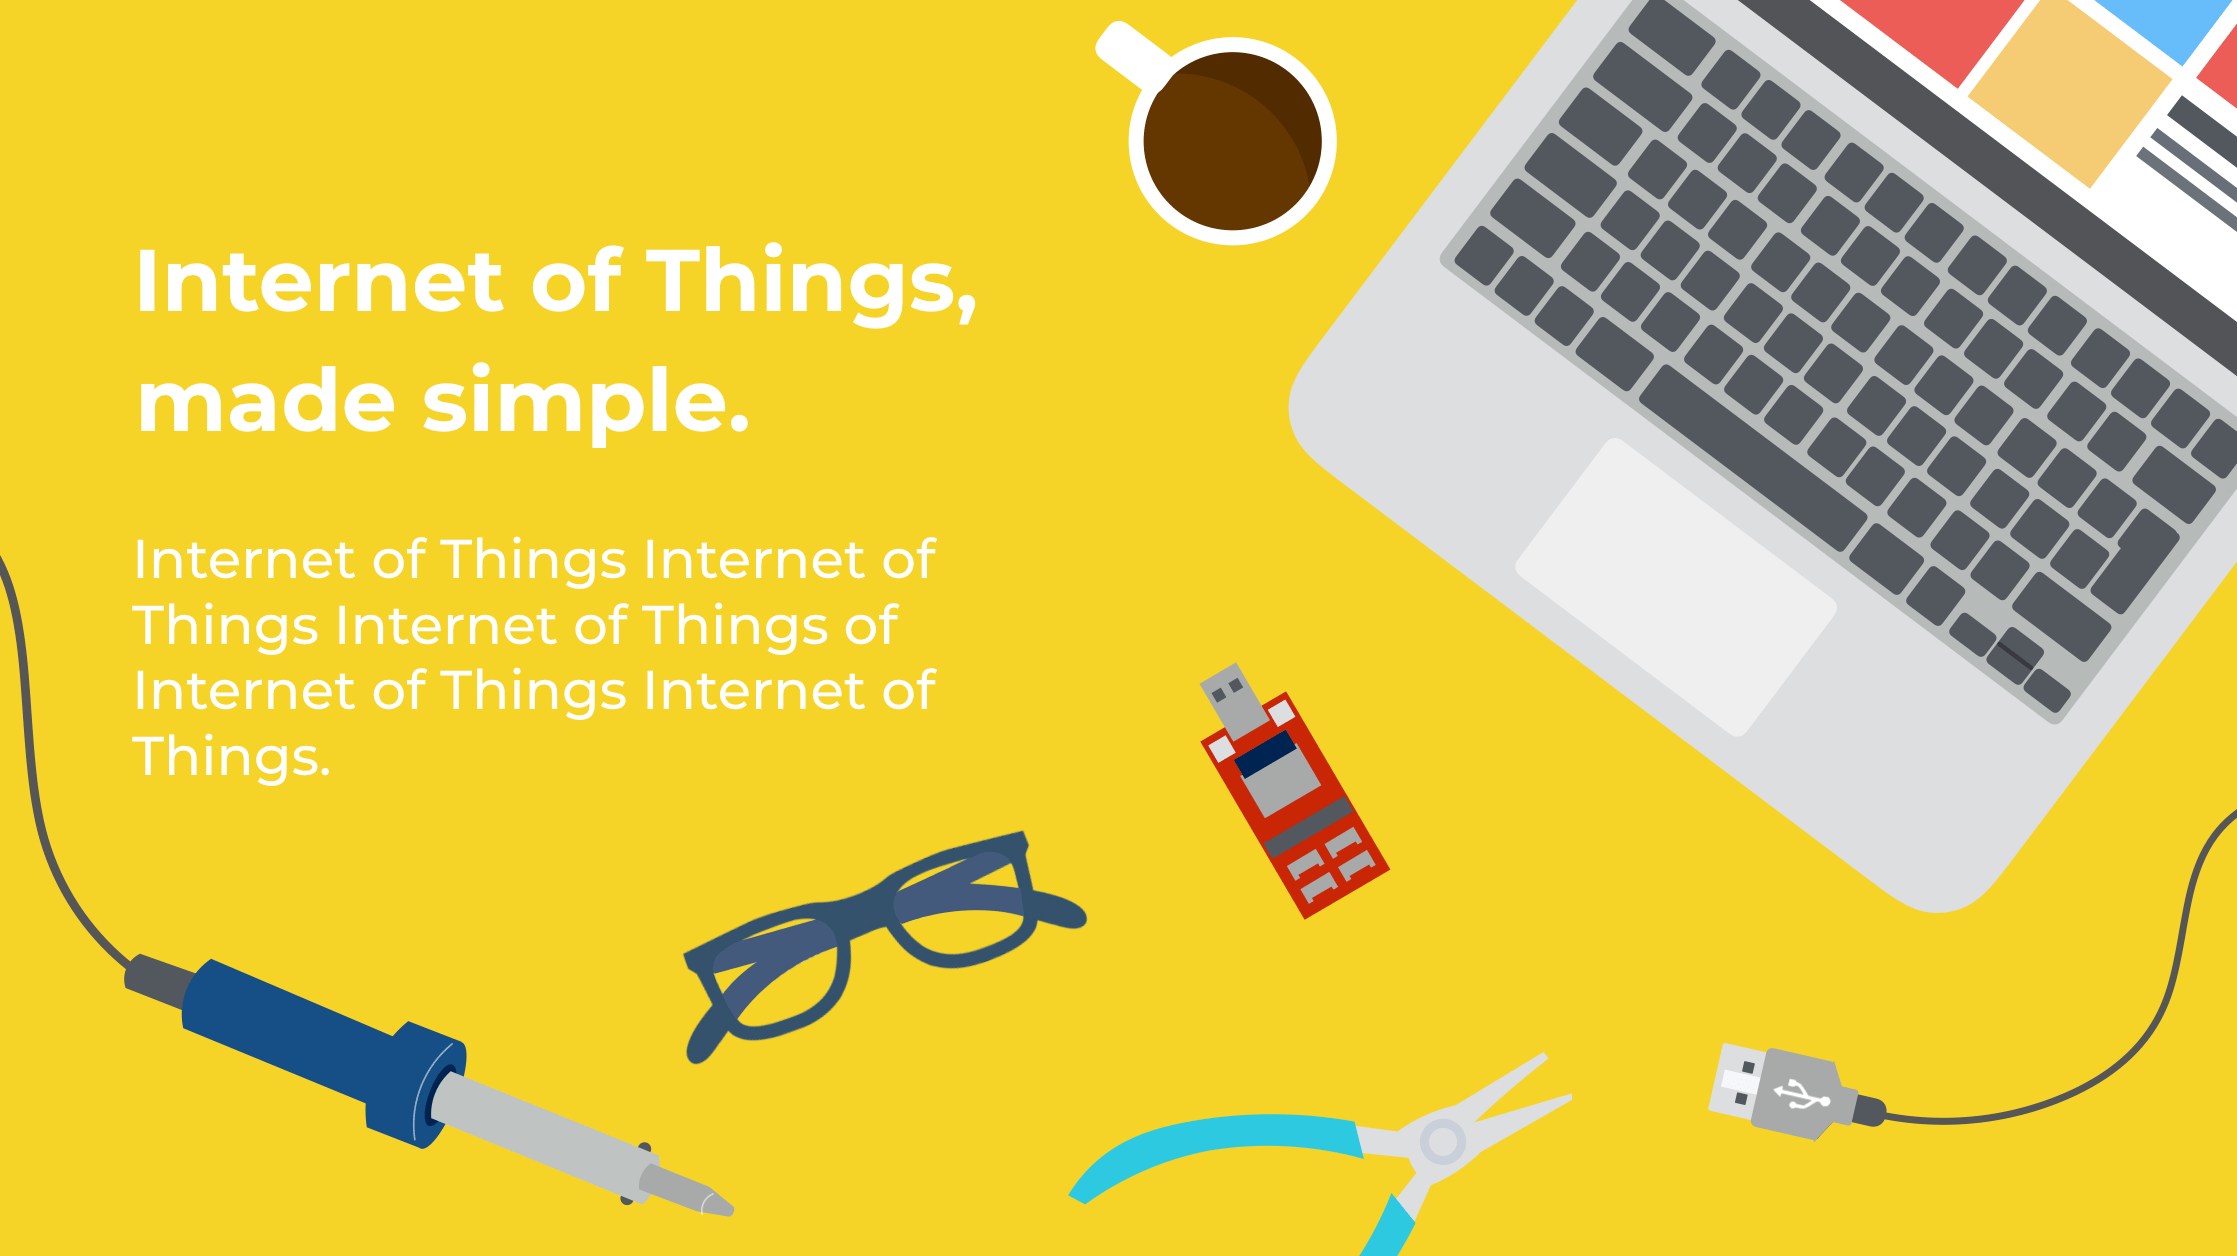 Internet of Things,
made simple.
Internet of Things Internet of
Things Internet of Things of
Internet of Things Internet of
Things.